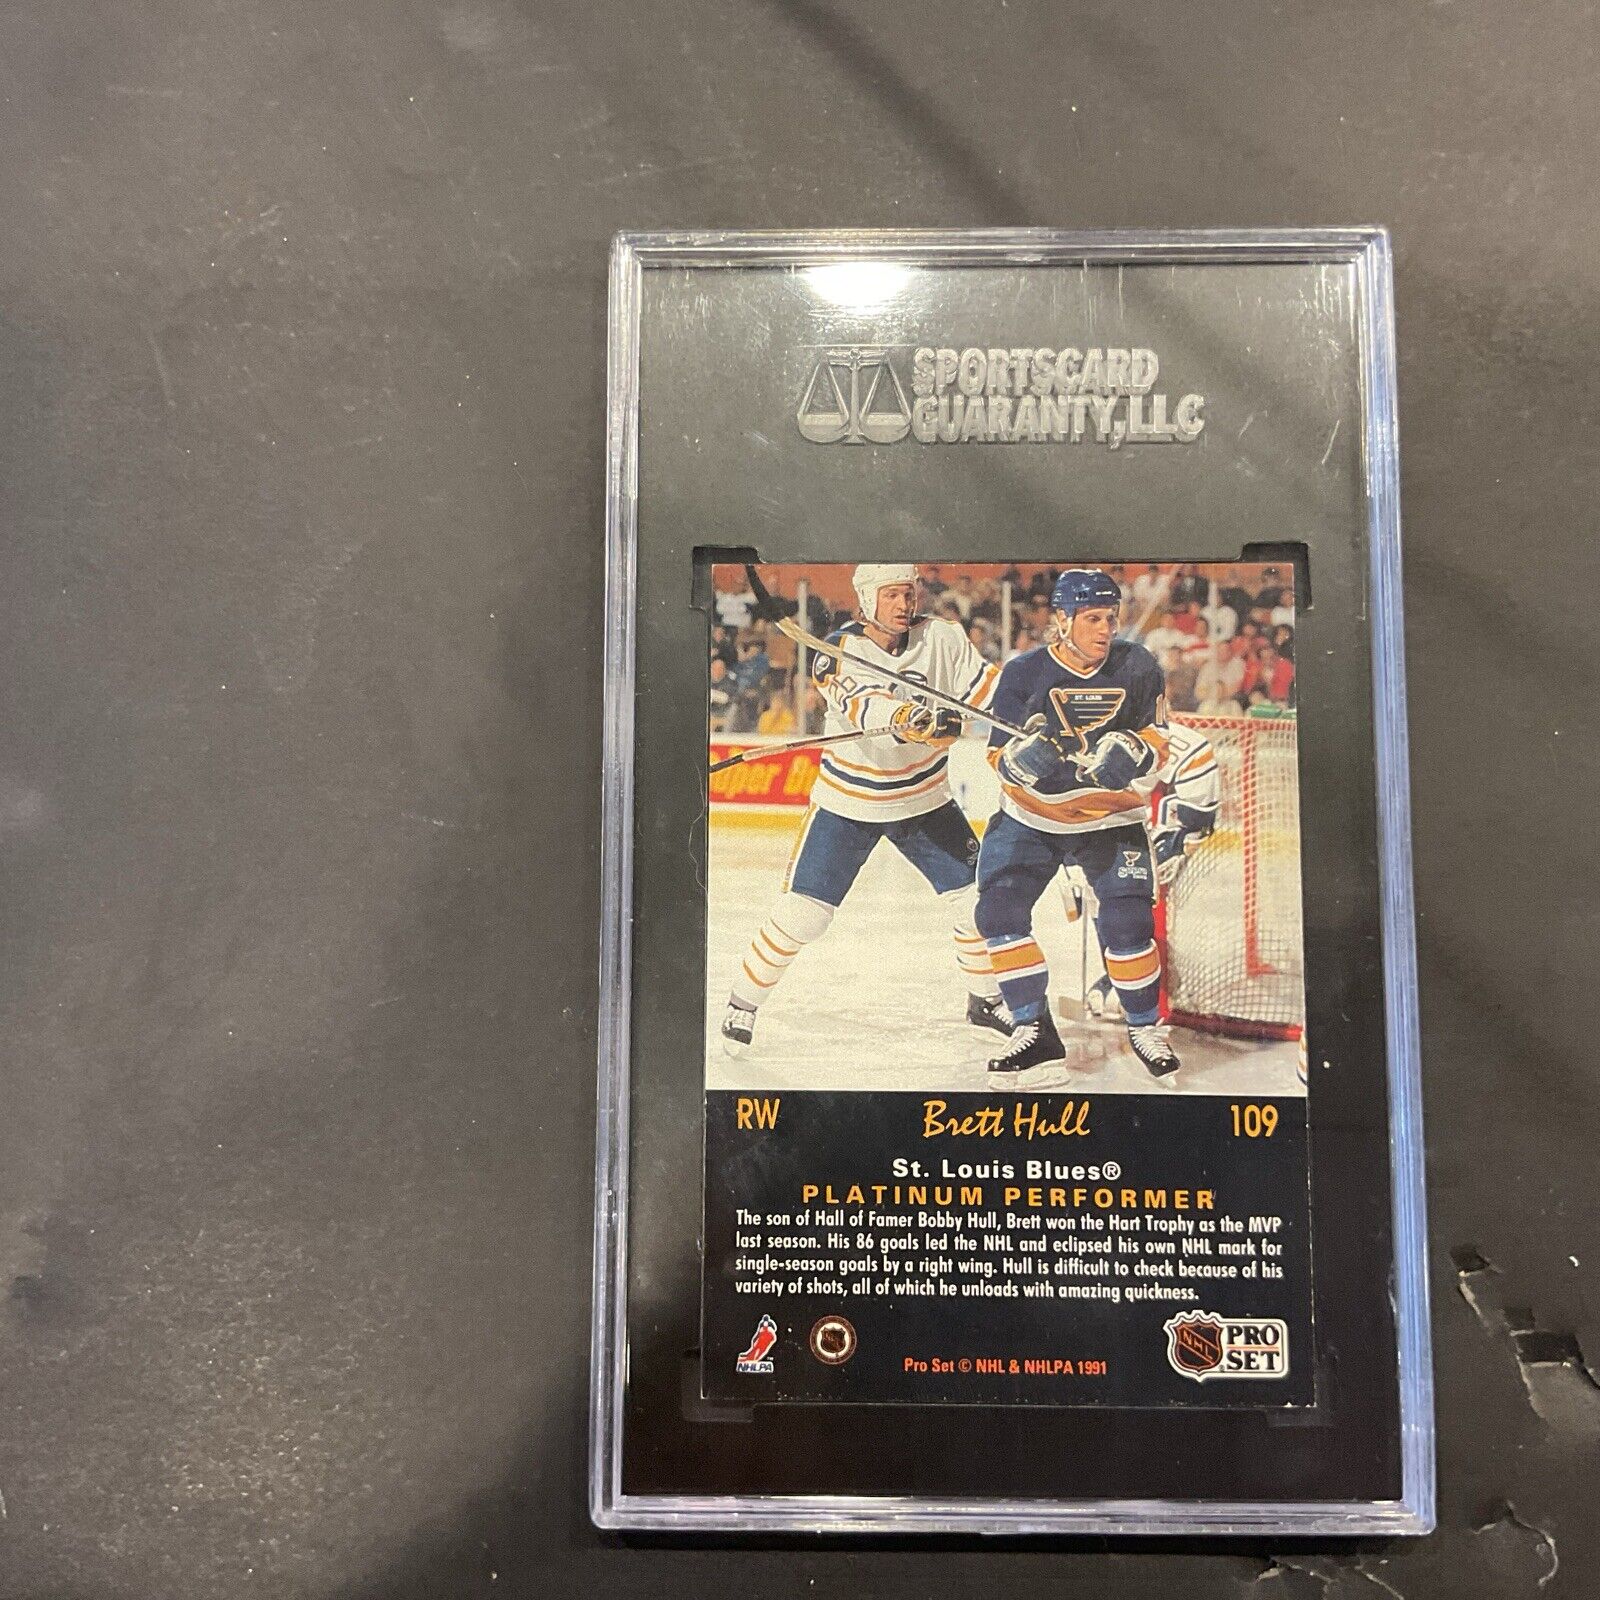 SPORTSCARD
GUARANTY, LLC
ST. LOUIS
RW Brett Hull 109
St. Louis Blues®
PLATINUM PERFORMER
The son of Hall of Famer Bobby Hull, Brett won the Hart Trophy as the MVP
last season. His 86 goals led the NHL and eclipsed his own NHL mark for
single-season goals by a right wing. Hull is difficult to check because of his
variety of shots, all of which he unloads with amazing quickness.
NHLPA
Pro Set © NHL & NHLPA 1991
NHL
PRO
SET